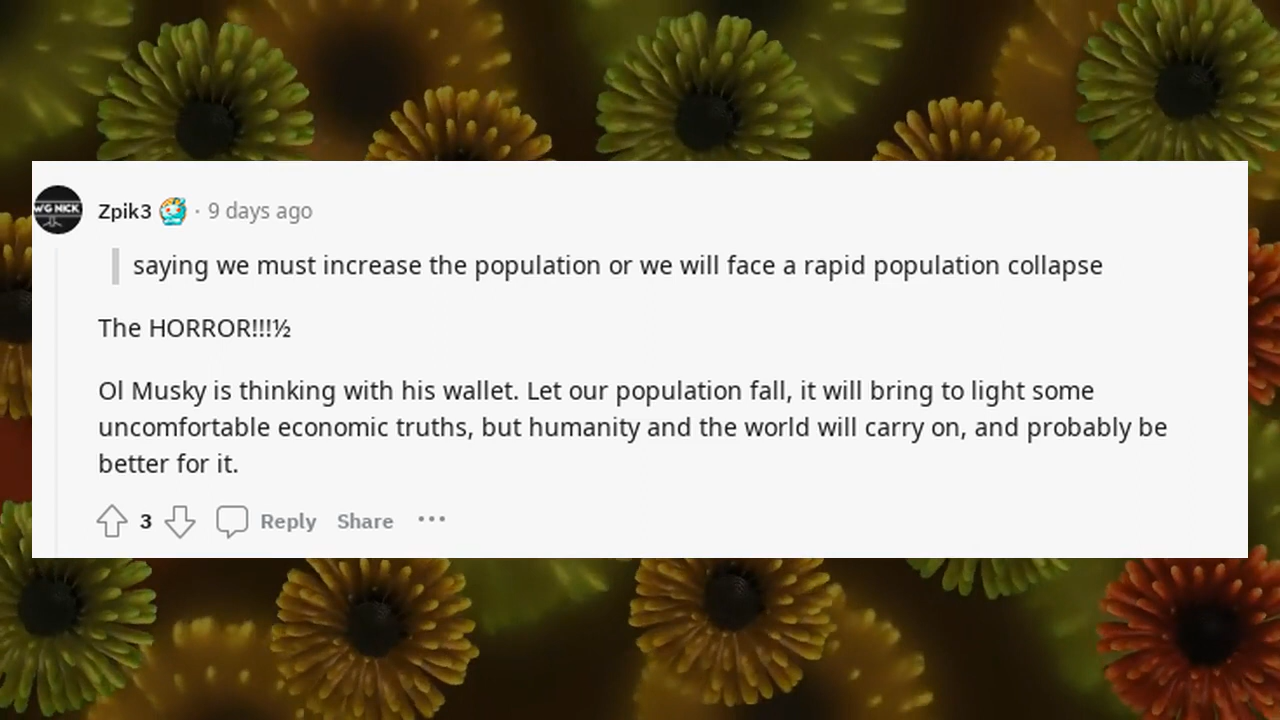 WG NICK
Zpik3 · 9 days ago
saying we must increase the population or we will face a rapid population collapse
The HORROR!!!½
Ol Musky is thinking with his wallet. Let our population fall, it will bring to light some
uncomfortable economic truths, but humanity and the world will carry on, and probably be
better for it.
3 Reply Share ···